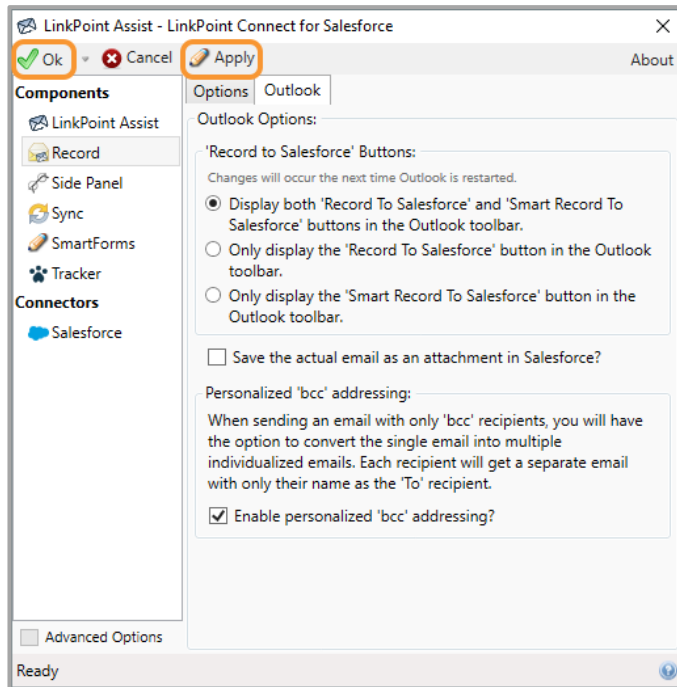 LinkPoint Assist - LinkPoint Connect for Salesforce
Ok Cancel Apply About
Components
LinkPoint Assist
Record
Side Panel
Sync
SmartForms
Tracker
Connectors
Salesforce
Advanced Options
Options Outlook
Outlook Options:
'Record to Salesforce' Buttons:
Changes will occur the next time Outlook is restarted.
Display both 'Record To Salesforce' and 'Smart Record To
Salesforce' buttons in the Outlook toolbar.
Only display the 'Record To Salesforce' button in the Outlook
toolbar.
Only display the 'Smart Record To Salesforce' button in the
Outlook toolbar.
Save the actual email as an attachment in Salesforce?
Personalized 'bcc' addressing:
When sending an email with only 'bcc' recipients, you will have
the option to convert the single email into multiple
individualized emails. Each recipient will get a separate email
with only their name as the 'To' recipient.
Enable personalized 'bcc' addressing?
Ready